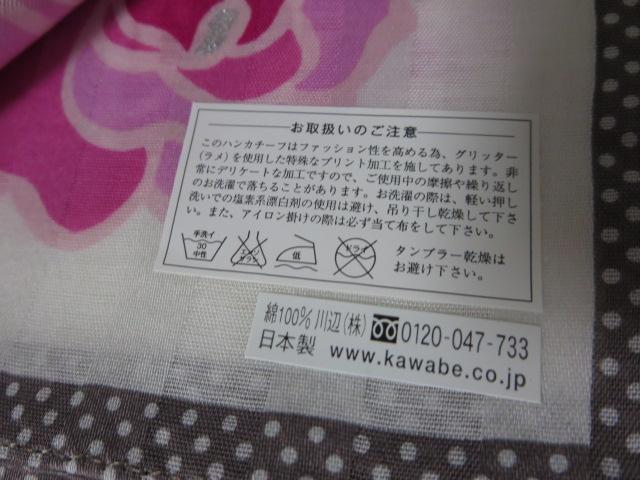 お取扱いのご注意
このハンカチーフはファッション性を高める為、グリッター
(ラメ)を使用した特殊なプリント加工を施してあります。非
常にデリケートな加工ですので、ご使用中の摩擦や繰り返し
のお洗濯で落ちることがあります。お洗濯の際は、軽い押し
洗いでの塩素系漂白剤の使用は避け、吊り干し乾燥して下さ
い。また、アイロン掛けの際は必ず当て布をして下さい。
手洗イ
30
中性
エンソ
サラシ
低
ドライ
タンブラー乾燥は
お避け下さい。
綿100% 川辺(株) 0120-047-733
日本製 www.kawabe.co.jp